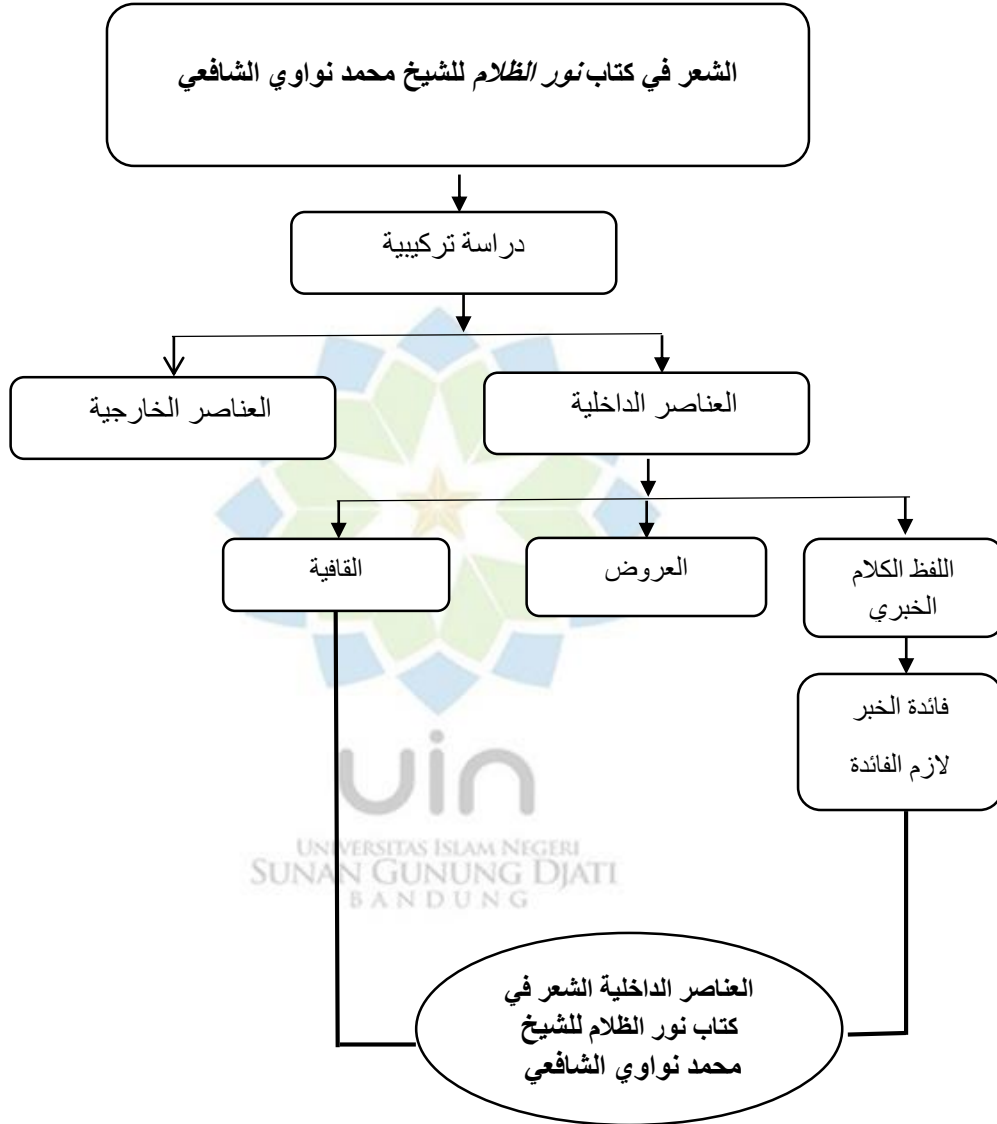 الشعر في كتاب نور الظلام للشيخ محمد نواوي الشافعي
دراسة تركيبية
العناصر الداخلية
العناصر الخارجية
اللفظ الكلام
الخبري
العروض
القافية
فائدة الخبر
لازم الفائدة
uin
UNIVERSITAS ISLAM NEGERI
SUNAN GUNUNG DJATI
BANDUNG
العناصر الداخلية الشعر في
كتاب نور الظلام للشيخ
محمد نواوي الشافعي